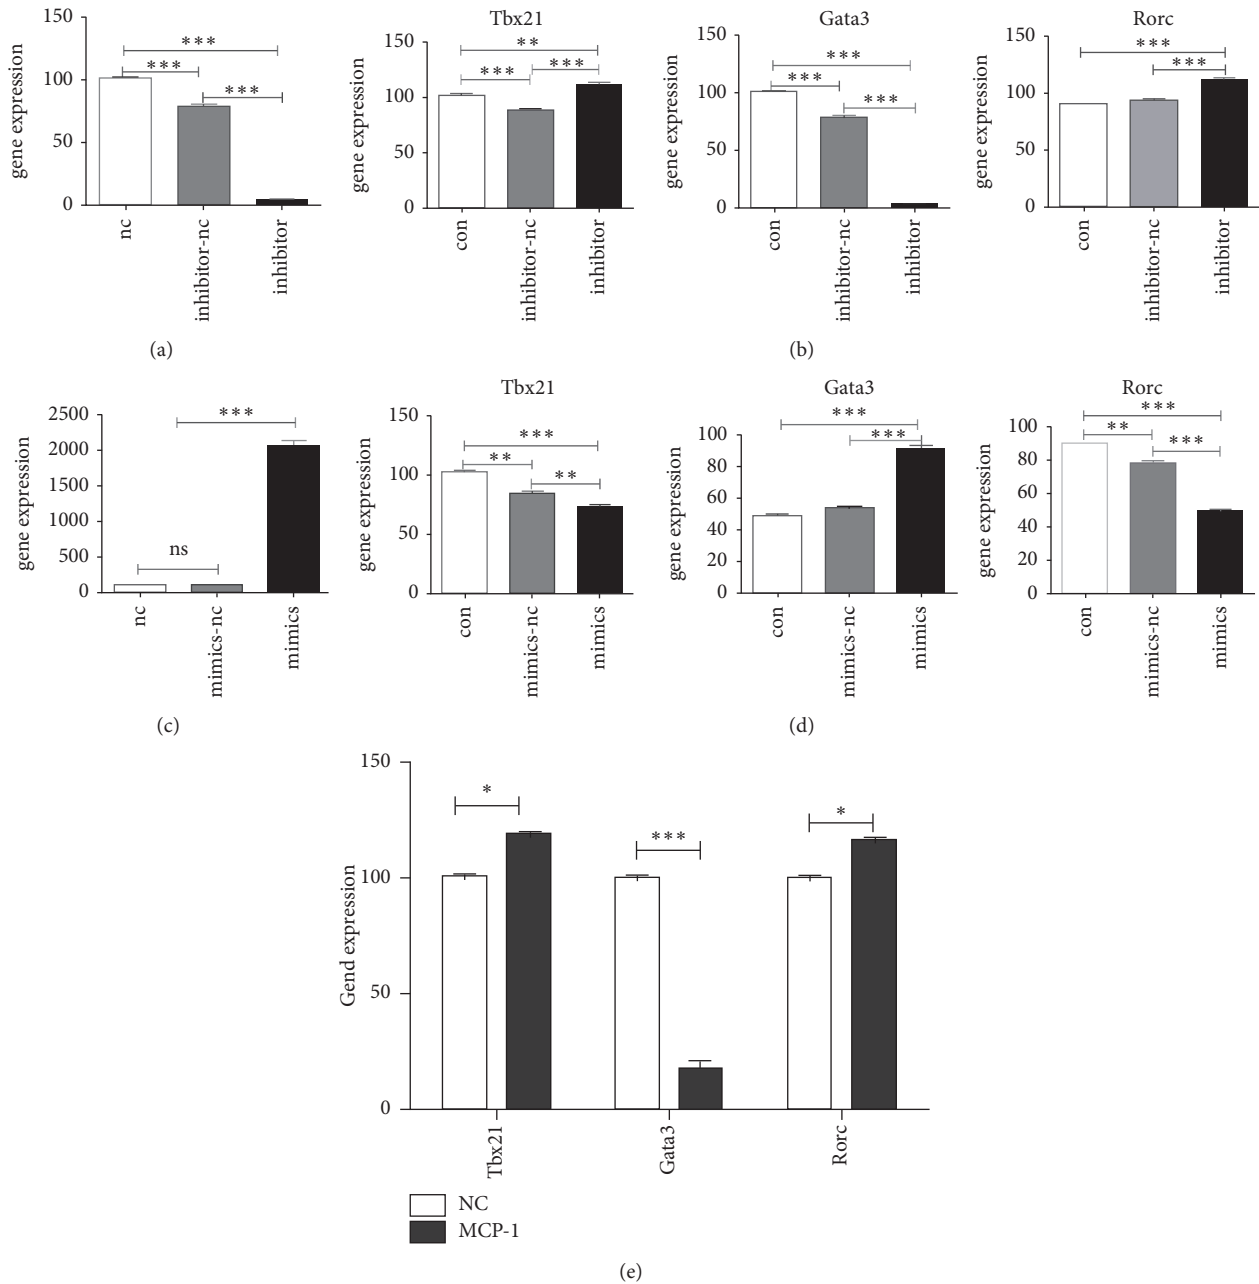 150
100
50
0
gene expression
***
***
***
nc
inhibitor-nc
inhibitor
(a)
Tbx21
150
100
50
0
gene expression
**
***
***
con
inhibitor-nc
inhibitor
Gata3
150
100
50
0
gene expression
***
***
***
con
inhibitor-nc
inhibitor
Rorc
150
100
50
0
gene expression
***
***
con
inhibitor-nc
inhibitor
(b)
2500
2000
1500
1000
500
0
gene expression
***
ns
nc
mimics-nc
mimics
(c)
Tbx21
150
100
50
0
gene expression
***
**
**
con
mimics-nc
mimics
Gata3
100
80
60
40
20
0
gene expression
***
***
con
mimics-nc
mimics
Rorc
100
80
60
40
20
0
gene expression
***
**
***
con
mimics-nc
mimics
(d)
150
100
50
0
Gend expression
*
***
*
Tbx21
Gata3
Rorc
NC
MCP-1
(e)